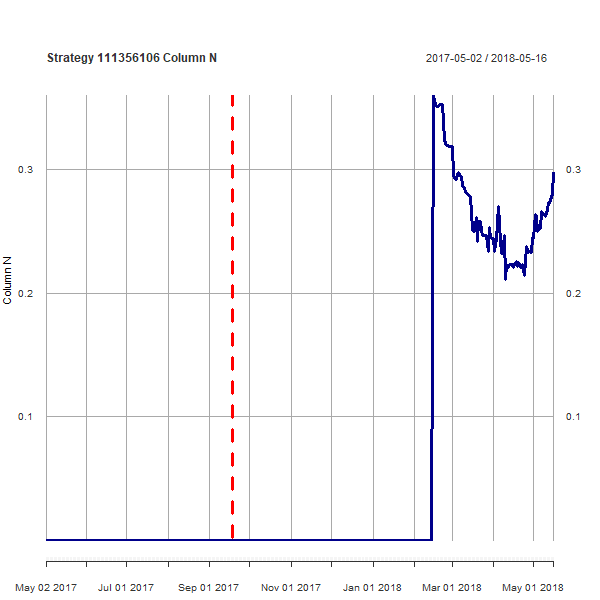 Strategy 111356106 Column N
2017-05-02 / 2018-05-16
0.3
0.3
Column N
0.2
0.2
0.1
0.1
May 02 2017
Jul 01 2017
Sep 01 2017
Nov 01 2017
Jan 01 2018
Mar 01 2018
May 01 2018